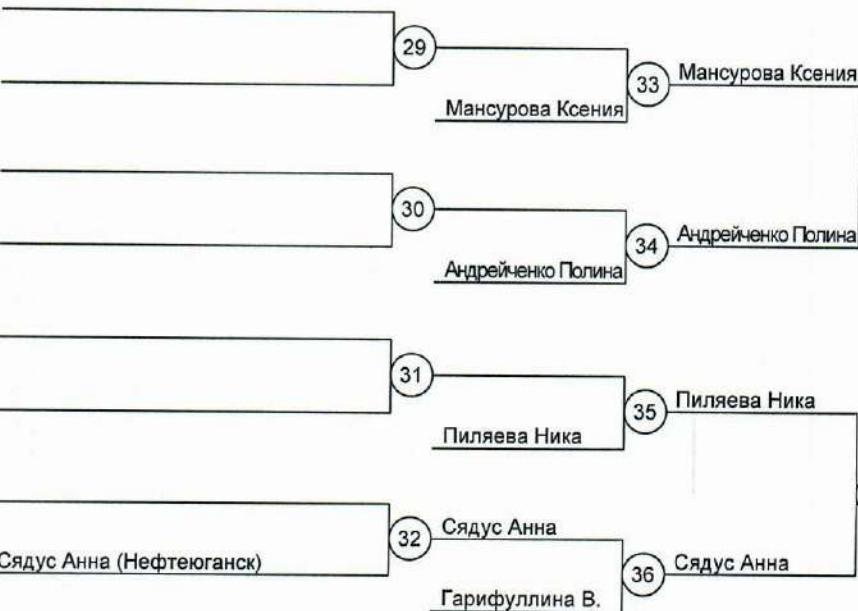 29
33 Мансурова Ксения
Мансурова Ксения
30
34 Андрейченко Полина
Андрейченко Полина
31
35 Пиляева Ника
Пиляева Ника
32 Сядус Анна
Сядус Анна (Нефтеюганск)
36 Сядус Анна
Гарифуллина В.